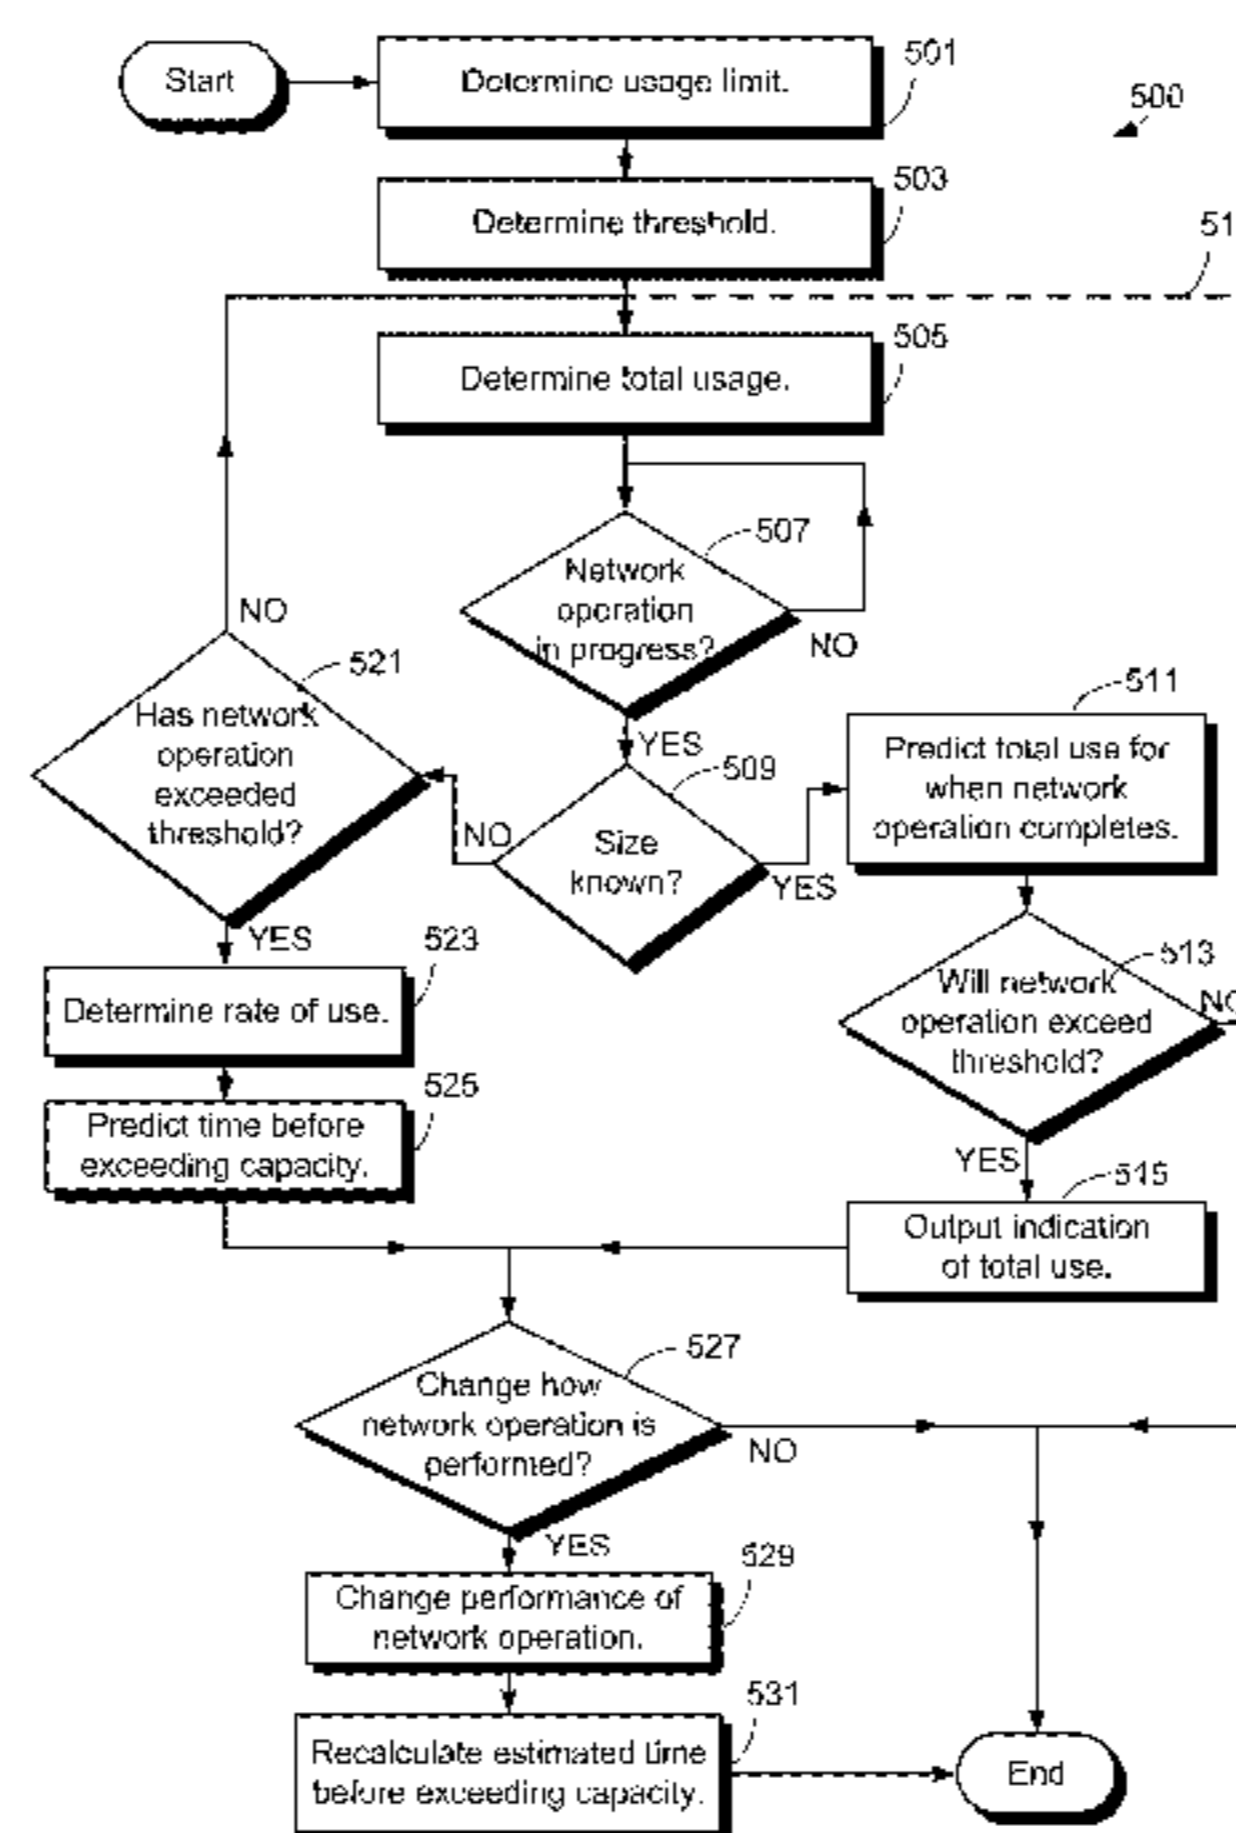 Start
Determine usage limit.
501
500
Determine threshold.
503
51
Determine total usage.
505
Network
operation
in progress?
507
NO
YES
NO
521
Has network
operation
exceeded
threshold?
YES
509
Size
known?
NO
YES
511
Predict total use for
when network
operation completes.
513
Will network
operation exceed
threshold?
NO
YES
523
Determine rate of use.
525
Predict time before
exceeding capacity.
515
Output indication
of total use.
527
Change how
network operation is
performed?
NO
YES
529
Change performance of
network operation.
531
Recalculate estimated time
before exceeding capacity.
End